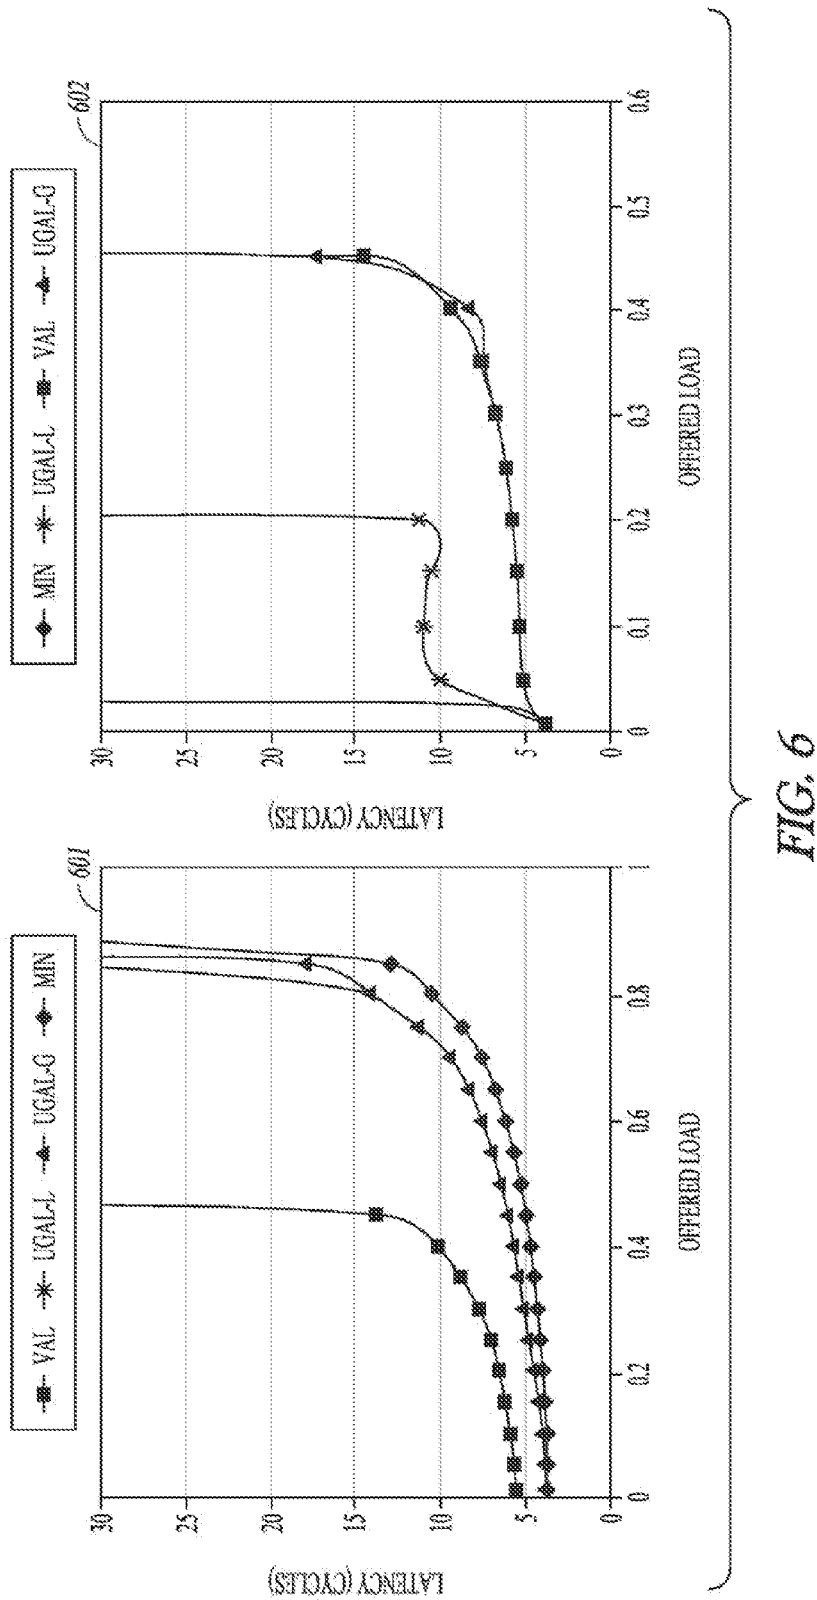 601
VAL UGAL-L UGAL-G MIN
30
25
20
15
10
5
0
LATENCY (CYCLES)
0 0.2 0.4 0.6 0.8 1
OFFERED LOAD
602
MIN UGAL-L VAL UGAL-G
30
25
20
15
10
5
0
LATENCY (CYCLES)
0 0.1 0.2 0.3 0.4 0.5 0.6
OFFERED LOAD
FIG. 6